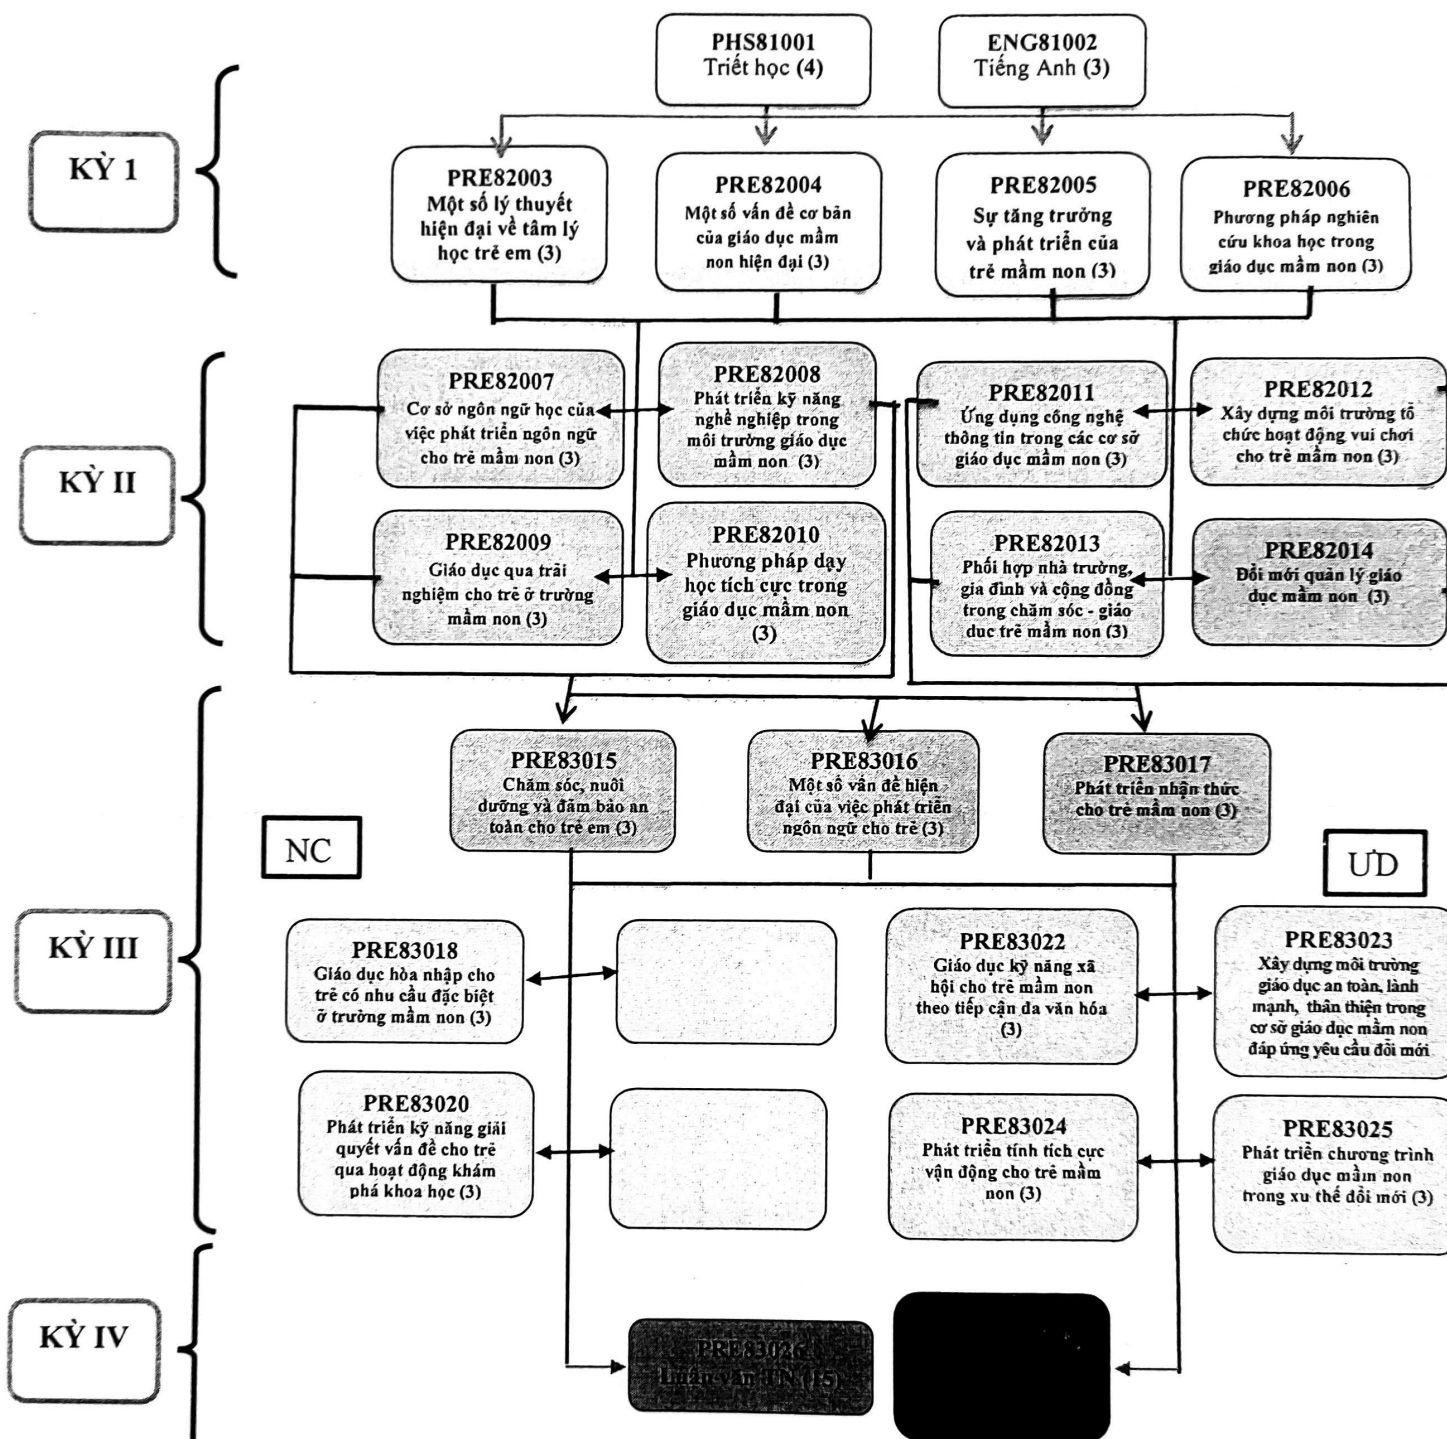 PHS81001
Triết học (4)
ENG81002
Tiếng Anh (3)
KỲ 1
PRE82003
Một số lý thuyết
hiện đại về tâm lý
học trẻ em (3)
PRE82004
Một số vấn đề cơ bản
của giáo dục mầm
non hiện đại (3)
PRE82005
Sự tăng trưởng
và phát triển của
trẻ mầm non (3)
PRE82006
Phương pháp nghiên
cứu khoa học trong
giáo dục mầm non (3)
KỲ II
PRE82007
Cơ sở ngôn ngữ học của
việc phát triển ngôn ngữ
cho trẻ mầm non (3)
PRE82008
Phát triển kỹ năng
nghề nghiệp trong
môi trường giáo dục
mầm non (3)
PRE82011
Ứng dụng công nghệ
thông tin trong các cơ sở
giáo dục mầm non (3)
PRE82012
Xây dựng môi trường tổ
chức hoạt động vui chơi
cho trẻ mầm non (3)
PRE82009
Giáo dục qua trải
nghiệm cho trẻ ở trường
mầm non (3)
PRE82010
Phương pháp dạy
học tích cực trong
giáo dục mầm non
(3)
PRE82013
Phối hợp nhà trường,
gia đình và cộng đồng
trong chăm sóc - giáo
dục trẻ mầm non (3)
PRE82014
Đổi mới quản lý giáo
dục mầm non (3)
PRE83015
Chăm sóc, nuôi
dưỡng và đảm bảo an
toàn cho trẻ em (3)
PRE83016
Một số vấn đề hiện
đại của việc phát triển
ngôn ngữ cho trẻ (3)
PRE83017
Phát triển nhận thức
cho trẻ mầm non (3)
NC
ƯD
KỲ III
PRE83018
Giáo dục hòa nhập cho
trẻ có nhu cầu đặc biệt
ở trường mầm non (3)
PRE83022
Giáo dục kỹ năng xã
hội cho trẻ mầm non
theo tiếp cận đa văn hóa
(3)
PRE83023
Xây dựng môi trường
giáo dục an toàn, lành
mạnh, thân thiện trong
cơ sở giáo dục mầm non
đáp ứng yêu cầu đổi mới
PRE83020
Phát triển kỹ năng giải
quyết vấn đề cho trẻ
qua hoạt động khám
phá khoa học (3)
PRE83024
Phát triển tính tích cực
vận động cho trẻ mầm
non (3)
PRE83025
Phát triển chương trình
giáo dục mầm non
trong xu thế đổi mới (3)
KỲ IV
PRE83026
Luận văn TN (15)